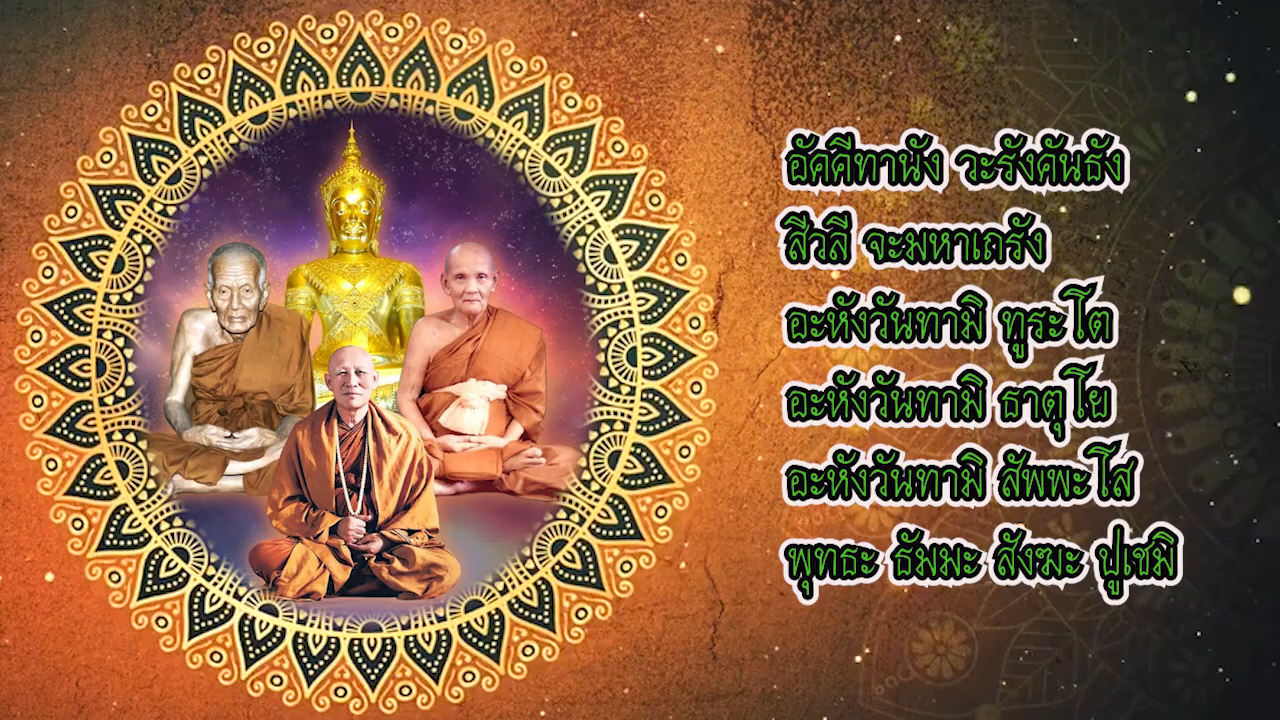 อัคคีทานัง วะรังคันธัง
สีวลี จะมหาเถรัง
อะหังวันทามิ ทูระโต
อะหังวันทามิ ธาตุโย
อะหังวันทามิ สัพพะโส
พุทธะ ธัมมะ สังฆะ ปูเชมิ